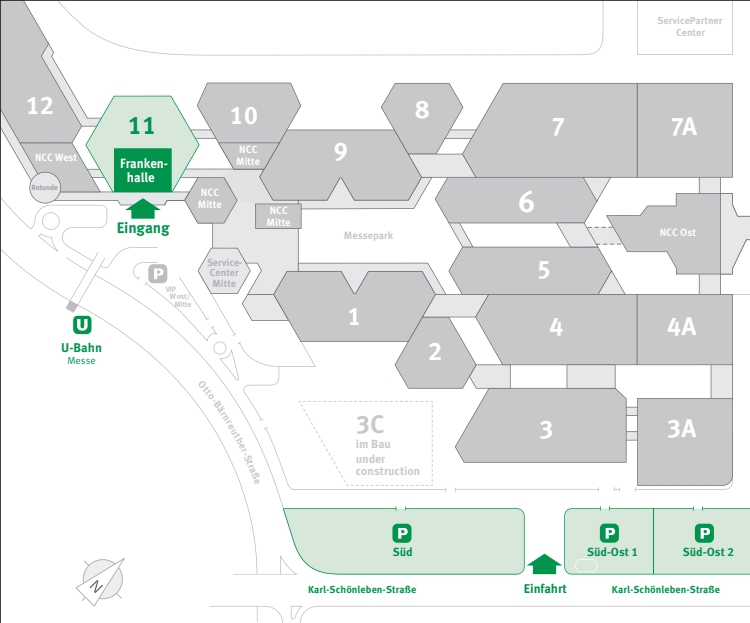 ServicePartner
Center
12
11
10
8
7
7A
Franken-
halle
NCC West
NCC
Mitte
9
Rotunde
NCC
Mitte
6
NCC
Mitte
Eingang
Messepark
NCC Ost
Service-
Center
Mitte
5
P
VIP
West/
Mitte
1
4
4A
U
U-Bahn
Messe
2
Otto-Bärnreuther-Straße
3C
im Bau
under
construction
3
3A
P
Süd
P
Süd-Ost 1
P
Süd-Ost 2
N
Karl-Schönleben-Straße
Einfahrt
Karl-Schönleben-Straße